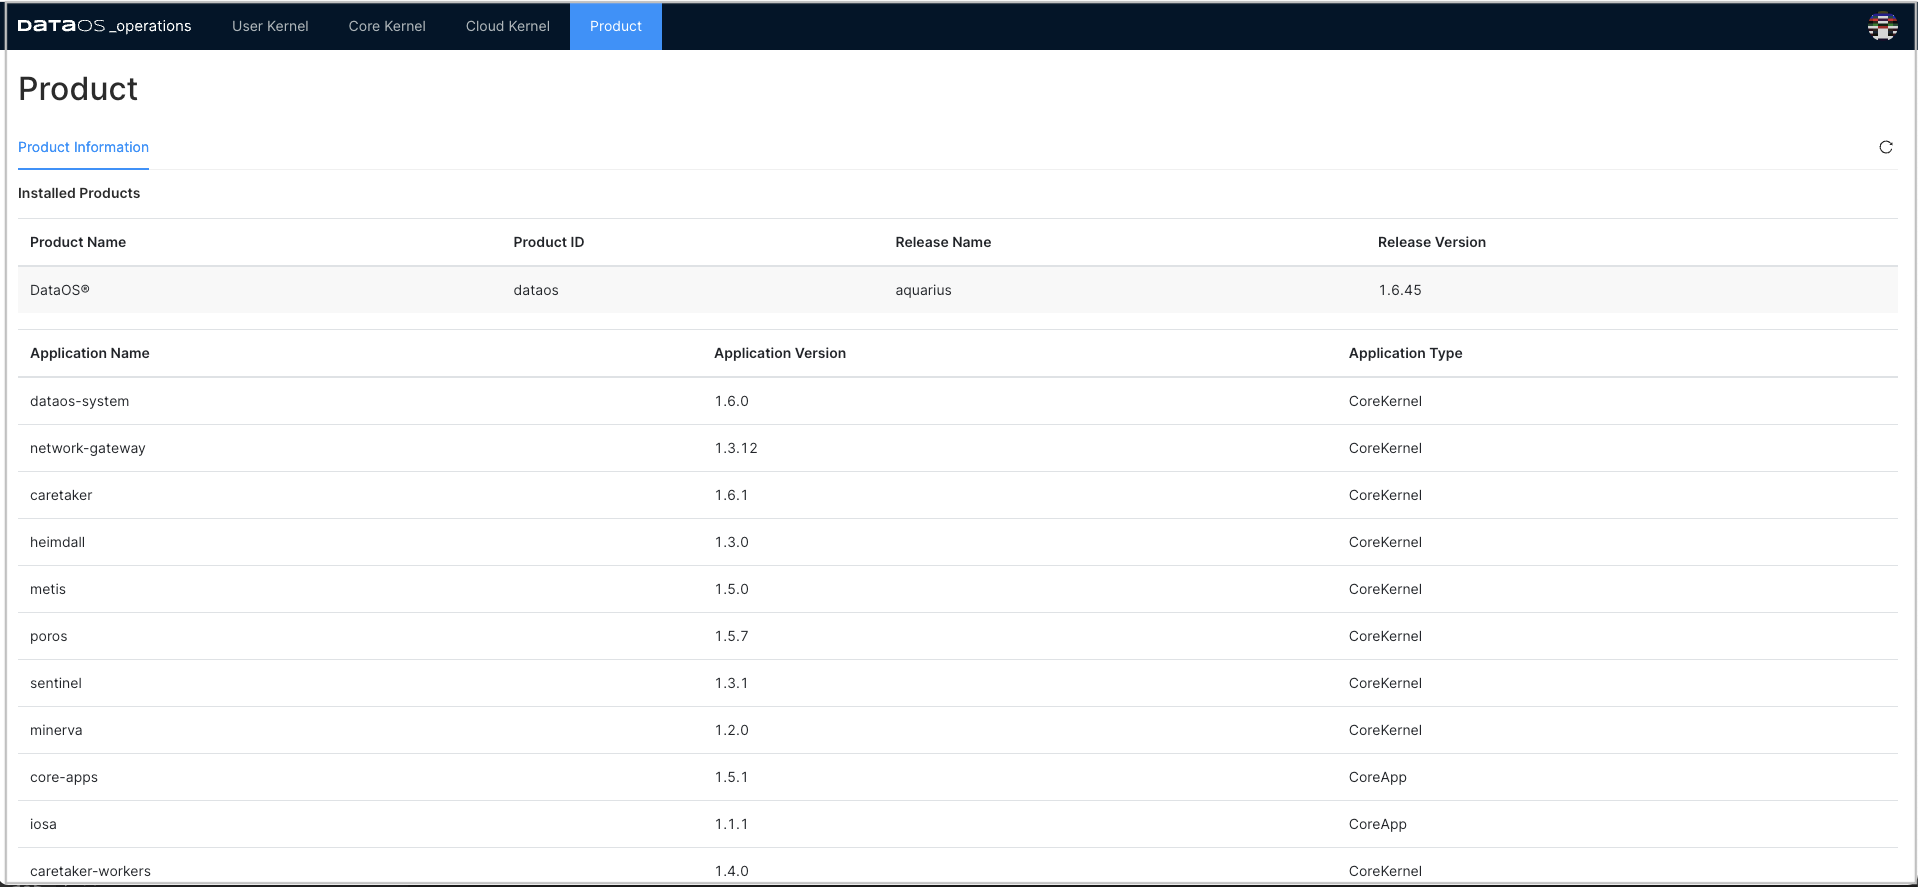 DATAOS _operations User Kernel Core Kernel Cloud Kernel Product
Product
Product Information
Installed Products
Product Name Product ID Release Name Release Version
DataOS® dataos aquarius 1.6.45
Application Name Application Version Application Type
dataos-system 1.6.0 CoreKernel
network-gateway 1.3.12 CoreKernel
caretaker 1.6.1 CoreKernel
heimdall 1.3.0 CoreKernel
metis 1.5.0 CoreKernel
poros 1.5.7 CoreKernel
sentinel 1.3.1 CoreKernel
minerva 1.2.0 CoreKernel
core-apps 1.5.1 CoreApp
iosa 1.1.1 CoreApp
caretaker-workers 1.4.0 CoreKernel